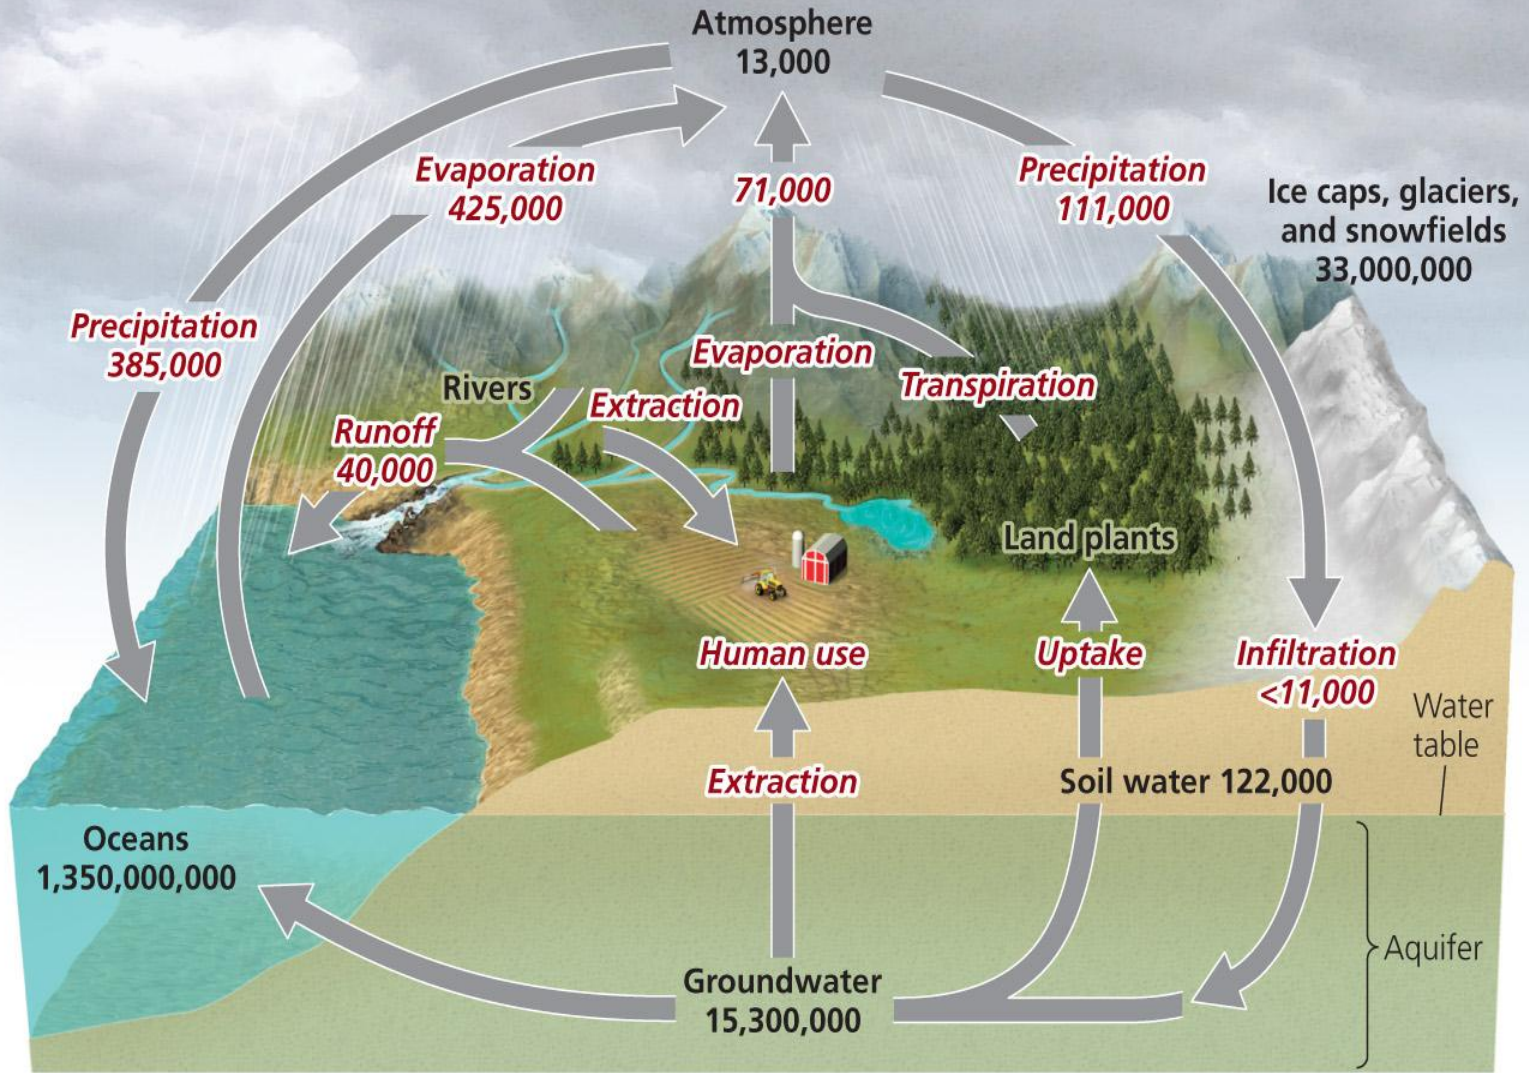 Atmosphere
13,000
Evaporation
425,000
71,000
Precipitation
111,000
Ice caps, glaciers,
and snowfields
33,000,000
Precipitation
385,000
Rivers
Evaporation
Extraction
Transpiration
Runoff
40,000
Land plants
Human use
Uptake
Infiltration
<11,000
Water
table
Extraction
Soil water 122,000
Oceans
1,350,000,000
Aquifer
Groundwater
15,300,000